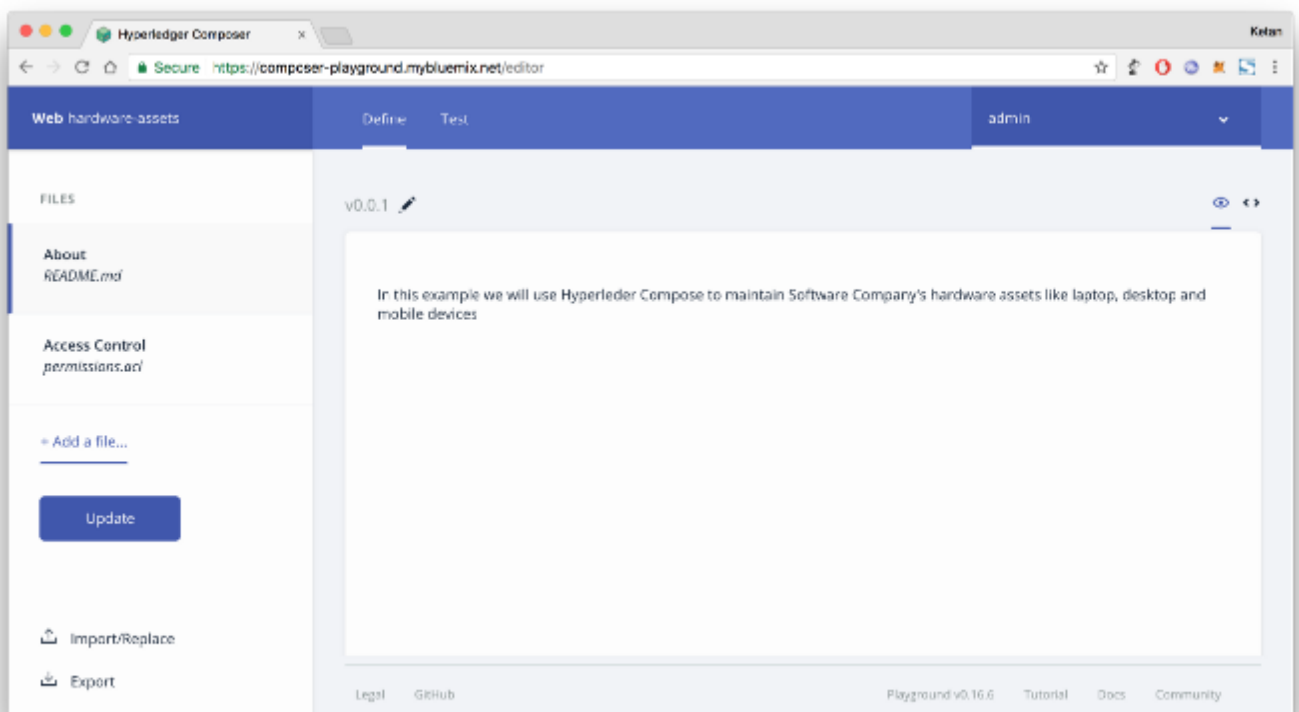 Hyperledger Composer
Ketan
Secure https://composer-playground.mybluemix.net/editor
Web hardware-assets
Define Test
admin
FILES
v0.0.1
About
README.md
In this example we will use Hyperleder Compose to maintain Software Company's hardware assets like laptop, desktop and
mobile devices
Access Control
permissions.acl
+ Add a file...
Update
Import/Replace
Export
Legal GitHub Playground v0.16.6 Tutorial Docs Community